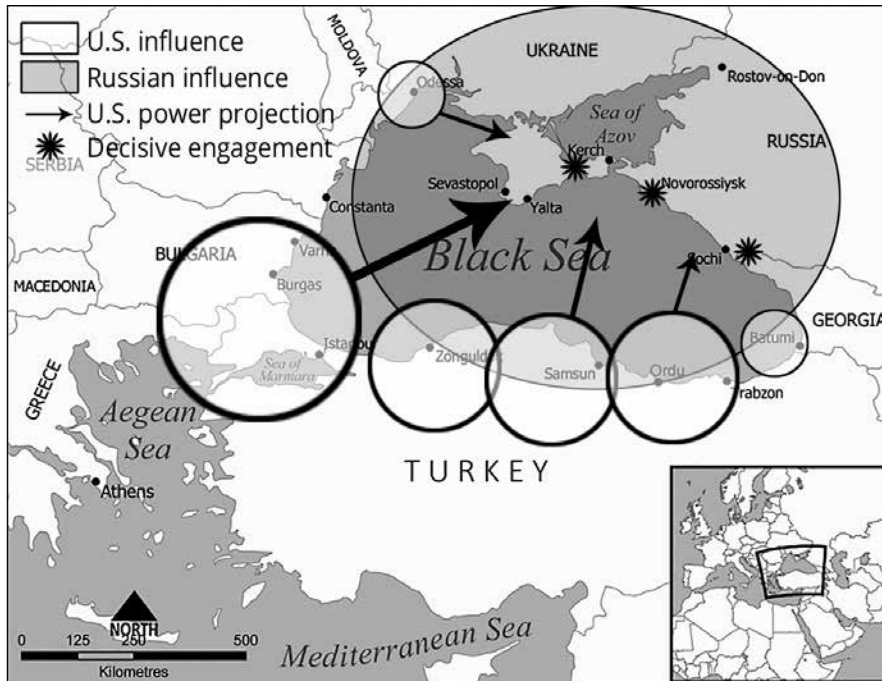 U.S. influence
Russian influence
U.S. power projection
Decisive engagement
SERBIA
MOLDOVA
UKRAINE
Odessa
Rostov-on-Don
Sea of
Azov
Kerch
RUSSIA
Sevastopol
Yalta
Novorossiysk
Constanta
BULGARIA
Varna
Black Sea
Sochi
MACEDONIA
Burgas
GEORGIA
Batumi
Istanbul
Zonguldak
Samsun
Ordu
Trabzon
Sea of
Marmara
GREECE
Aegean
Sea
TURKEY
Athens
NORTH
0 125 250 500
Kilometres
Mediterranean Sea